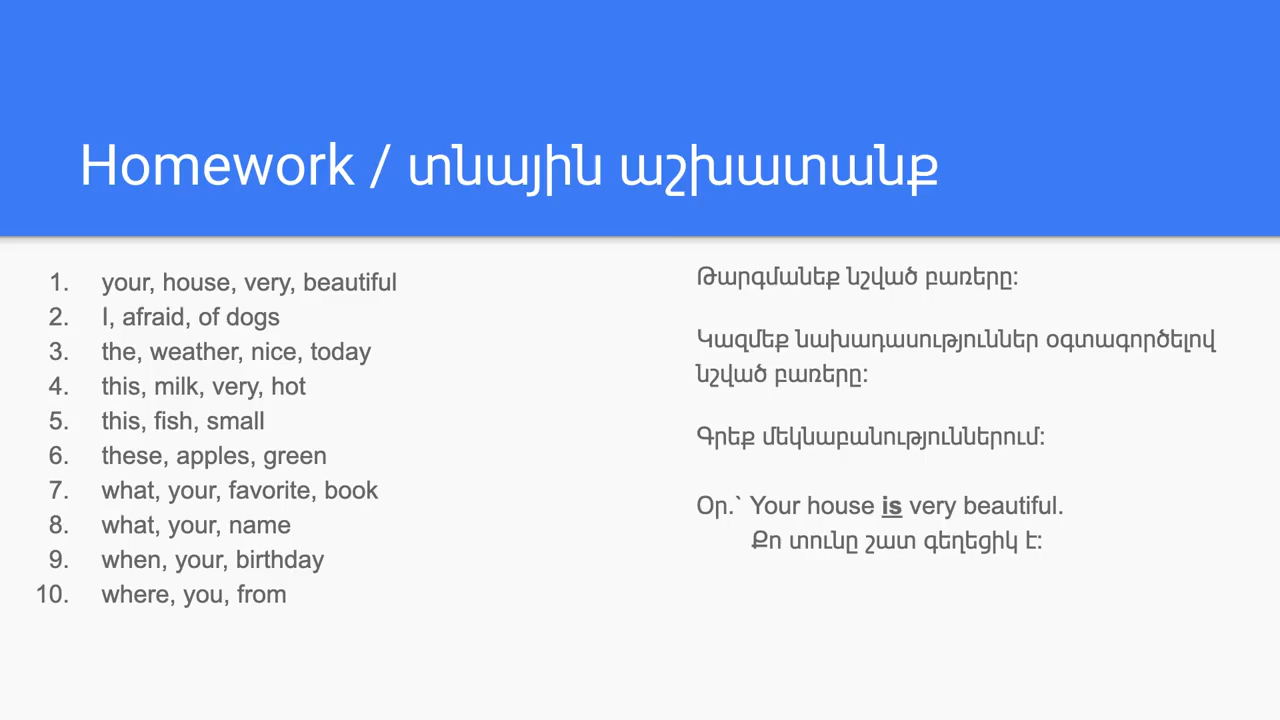 Homework / տնային աշխատանք
1. your, house, very, beautiful
2. I, afraid, of dogs
3. the, weather, nice, today
4. this, milk, very, hot
5. this, fish, small
6. these, apples, green
7. what, your, favorite, book
8. what, your, name
9. when, your, birthday
10. where, you, from
Թարգմանեք նշված բառերը:
Կազմեք նախադասություններ օգտագործելով
նշված բառերը:
Գրեք մեկնաբանություններում:
Օր.` Your house is very beautiful.
Քո տունը շատ գեղեցիկ է: